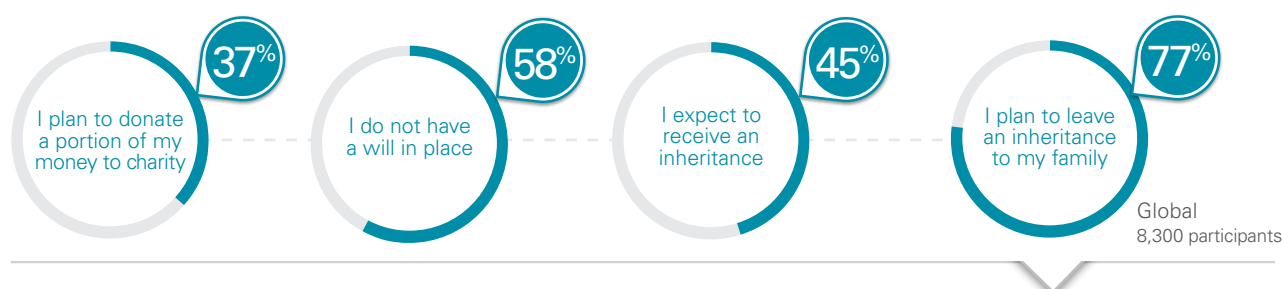 37%
I plan to donate
a portion of my
money to charity
58%
I do not have
a will in place
45%
I expect to
receive an
inheritance
77%
I plan to leave
an inheritance
to my family
Global
8,300 participants